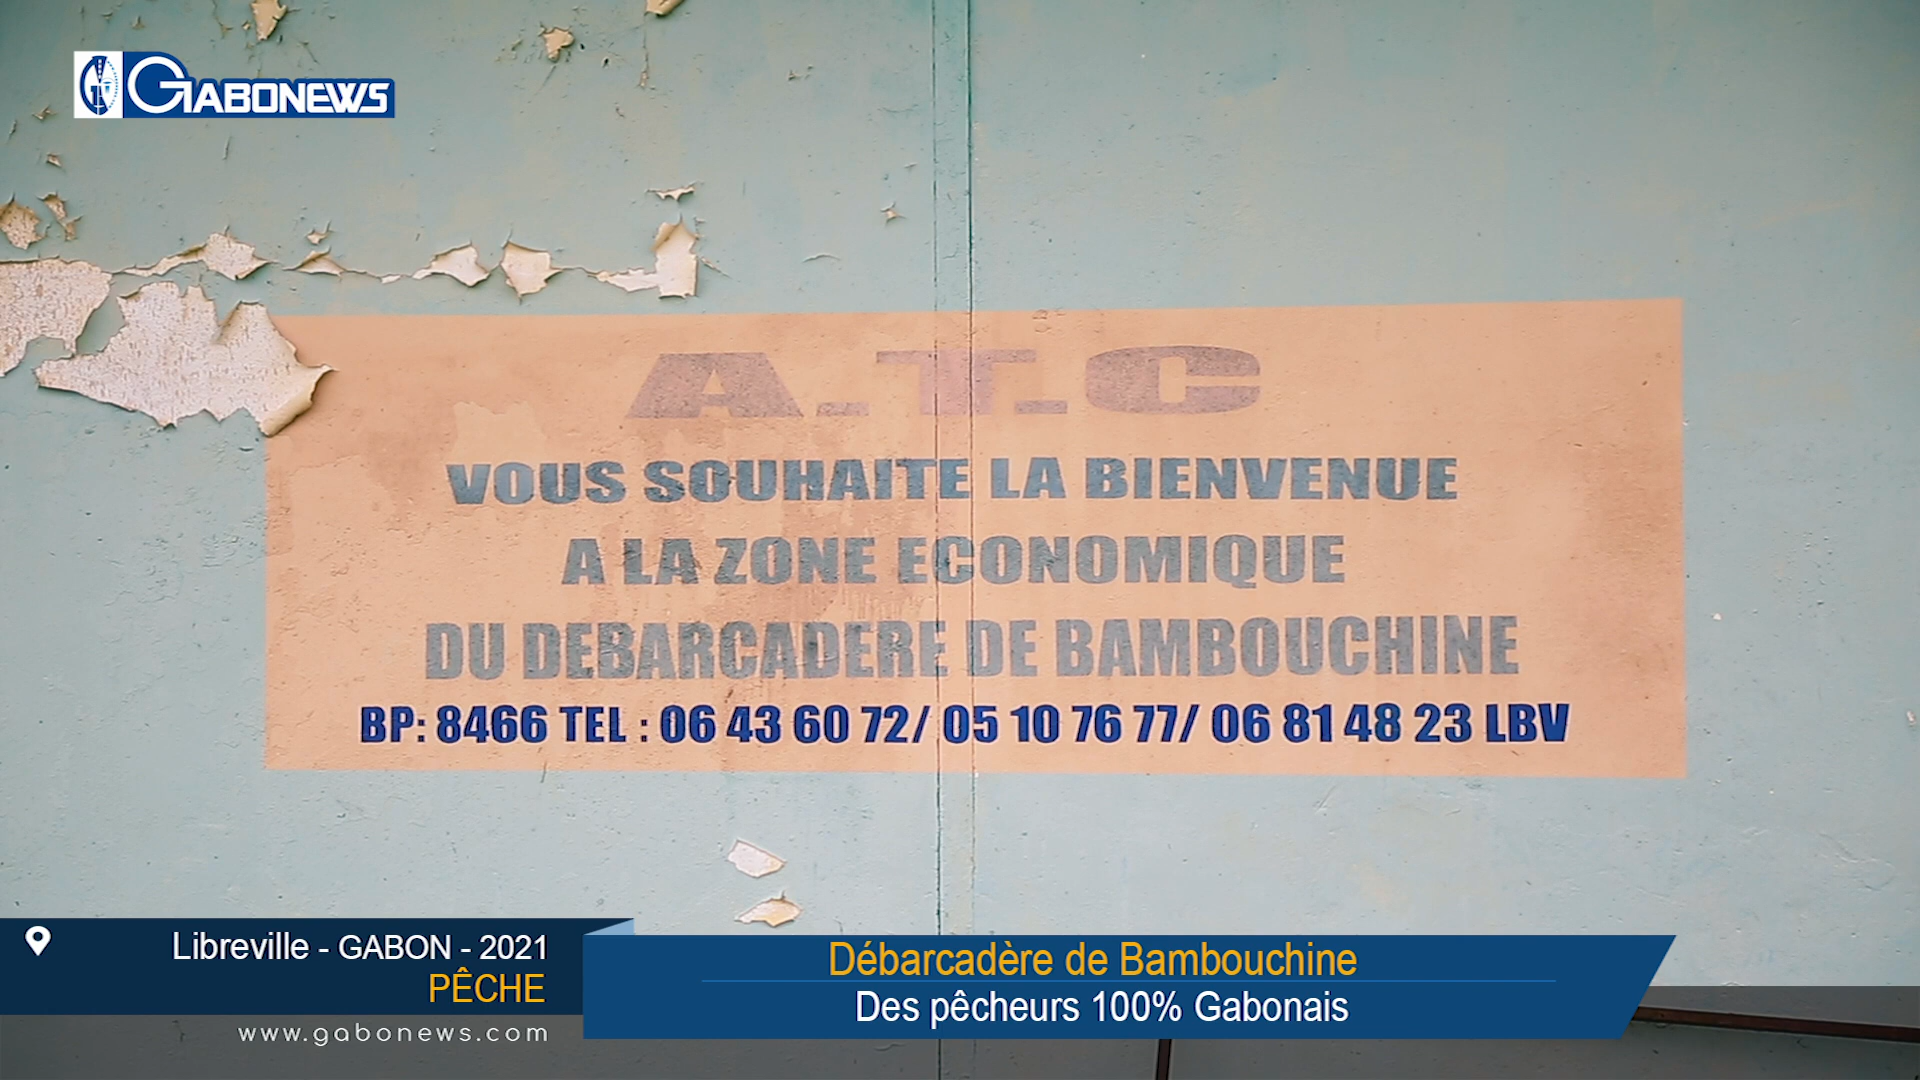 GABONEWS
A.T.C
VOUS SOUHAITE LA BIENVENUE
A LA ZONE ECONOMIQUE
DU DEBARCADERE DE BAMBOUCHINE
BP: 8466 TEL : 06 43 60 72/ 05 10 76 77/ 06 81 48 23 LBV
Libreville - GABON - 2021
PÊCHE
www.gabonews.com
Débarcadère de Bambouchine
Des pêcheurs 100% Gabonais